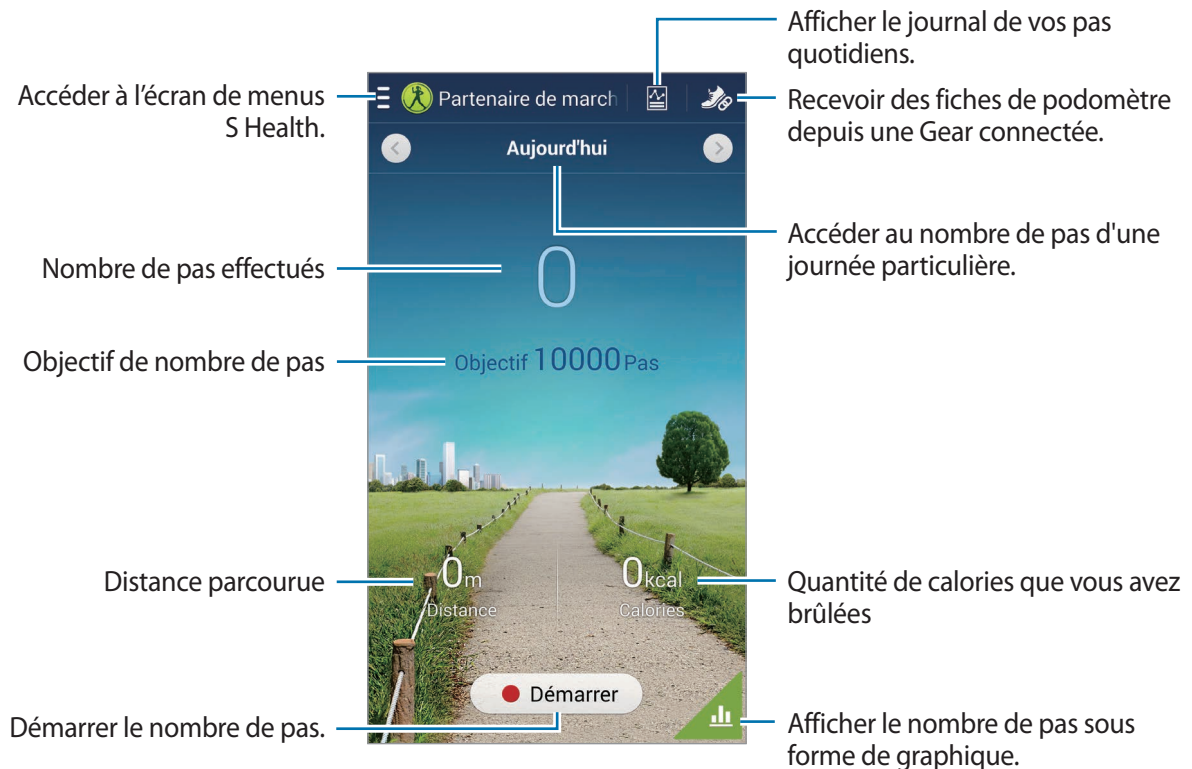 Afficher le journal de vos pas
quotidiens.
Accéder à l'écran de menus
S Health.
Partenaire de march
Recevoir des fiches de podomètre
depuis une Gear connectée.
Aujourd'hui
Accéder au nombre de pas d'une
journée particulière.
Nombre de pas effectués
0
Objectif de nombre de pas
Objectif 10000 Pas
Distance parcourue
0m
Distance
0kcal
Calories
Quantité de calories que vous avez
brûlées
Démarrer
Démarrer le nombre de pas.
Afficher le nombre de pas sous
forme de graphique.